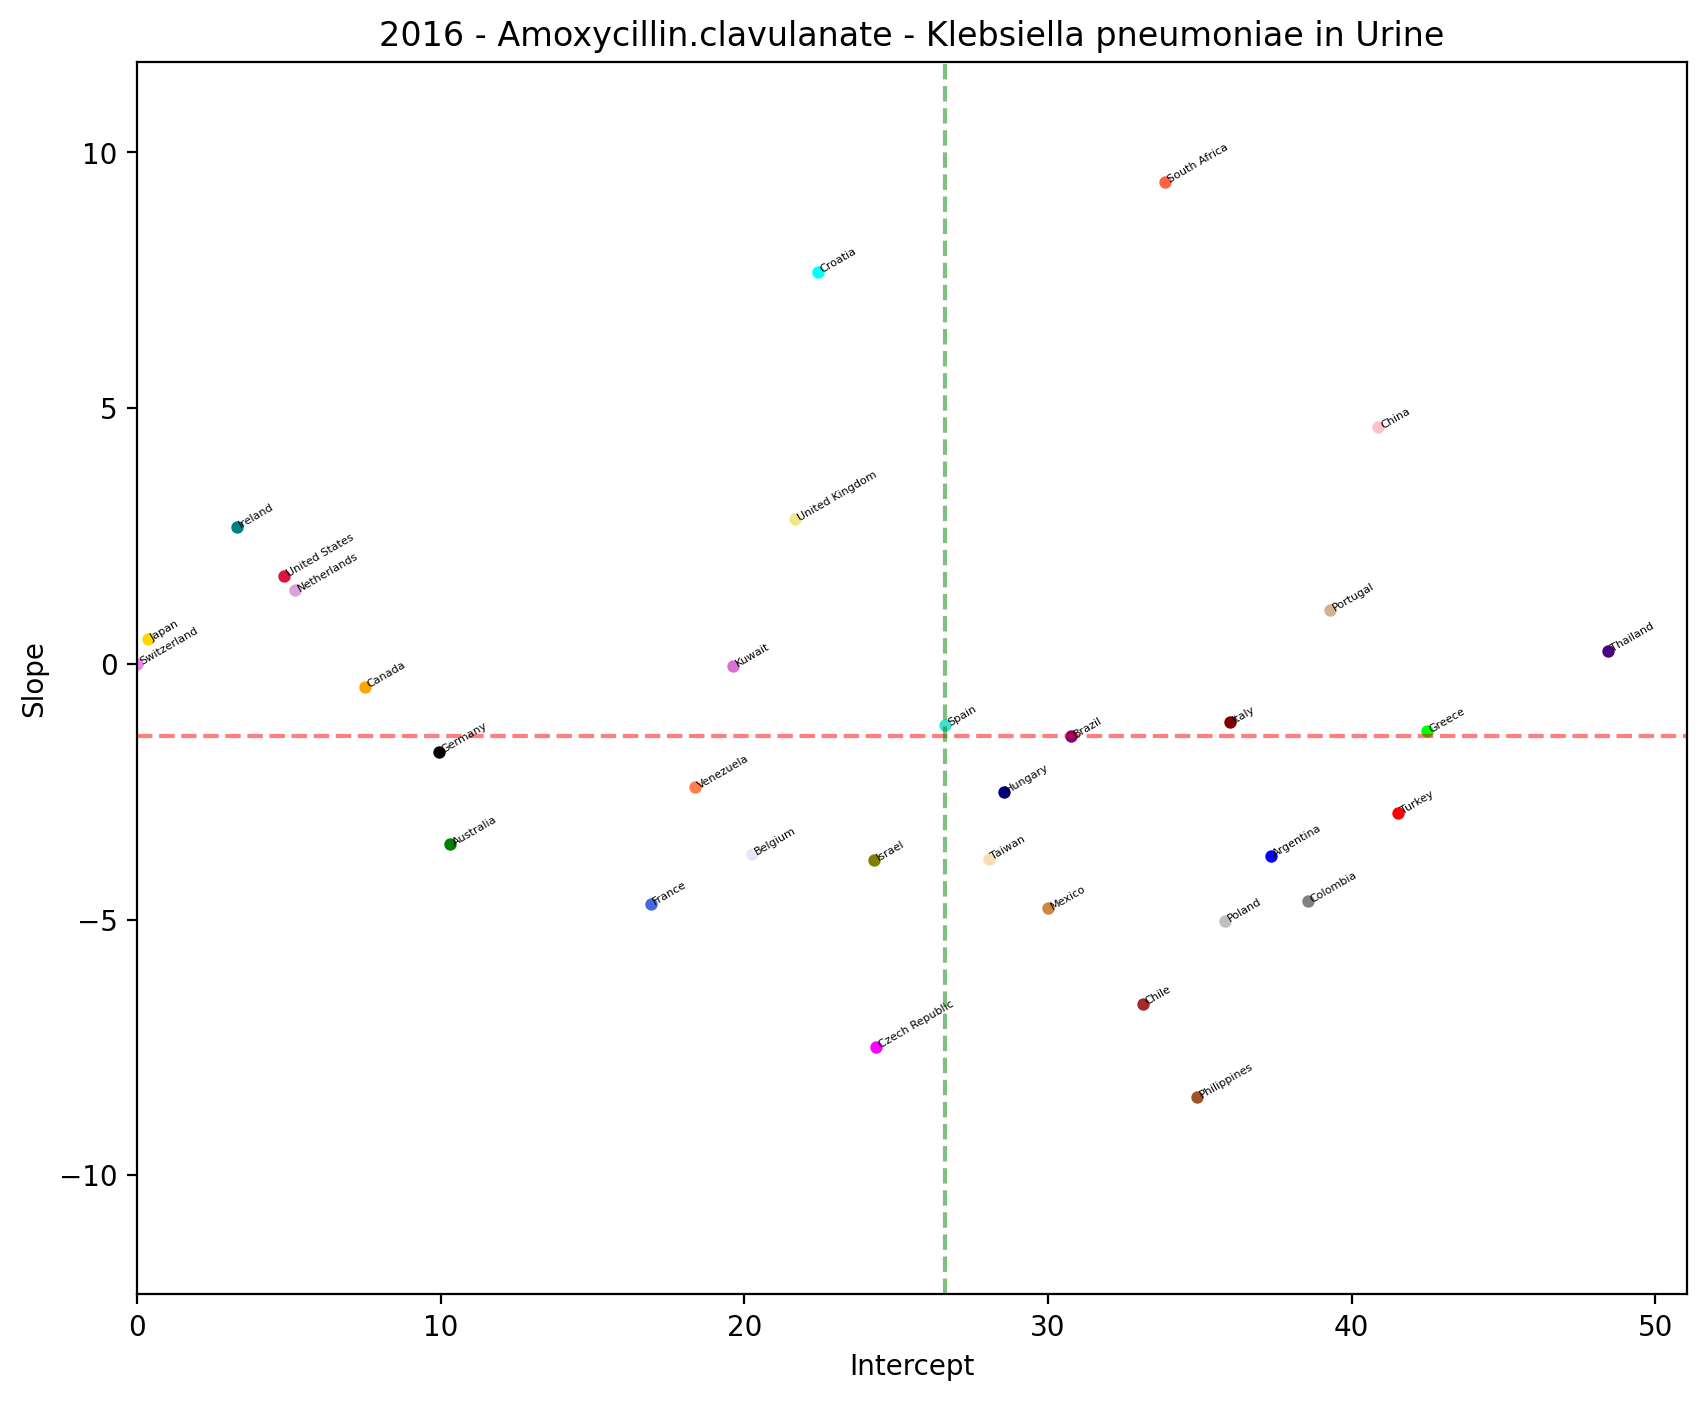 2016 - Amoxycillin.clavulanate - Klebsiella pneumoniae in Urine
10
5
0
−5
−10
Slope
South Africa
Croatia
China
United Kingdom
Ireland
United States
Netherlands
Portugal
Japan
Switzerland
Thailand
Kuwait
Canada
Spain
Brazil
Italy
Greece
Germany
Venezuela
Hungary
Turkey
Australia
Belgium
Israel
Taiwan
Argentina
France
Mexico
Colombia
Poland
Chile
Czech Republic
Philippines
0
10
20
30
40
50
Intercept